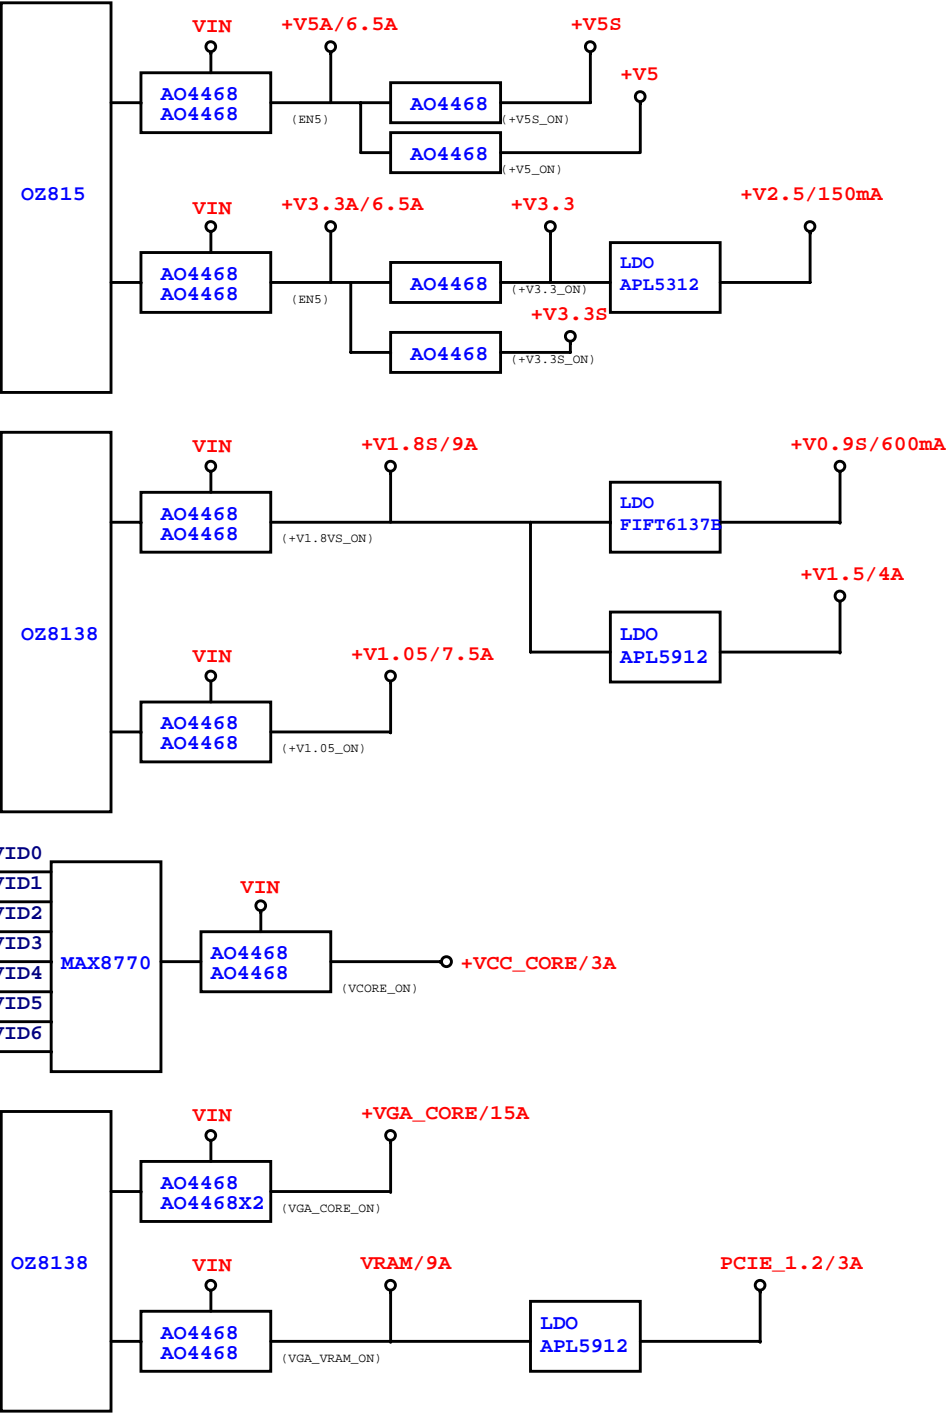 VIN
+V5A/6.5A
+V5S
+V5
AO4468
AO4468
(EN5)
AO4468
(+V5S_ON)
AO4468
(+V5_ON)
OZ815
VIN
+V3.3A/6.5A
+V3.3
+V2.5/150mA
AO4468
AO4468
(EN5)
AO4468
(+V3.3_ON)
LDO
APL5312
+V3.3S
AO4468
(+V3.3S_ON)
VIN
+V1.8S/9A
+V0.9S/600mA
AO4468
AO4468
(+V1.8VS_ON)
LDO
FIFT6137B
+V1.5/4A
OZ8138
LDO
APL5912
VIN
+V1.05/7.5A
AO4468
AO4468
(+V1.05_ON)
VID0
VID1
VID2
VID3
VID4
VID5
VID6
MAX8770
VIN
AO4468
AO4468
(VCORE_ON)
+VCC_CORE/3A
VIN
+VGA_CORE/15A
AO4468
AO4468X2
(VGA_CORE_ON)
OZ8138
VIN
VRAM/9A
PCIE_1.2/3A
AO4468
AO4468
(VGA_VRAM_ON)
LDO
APL5912